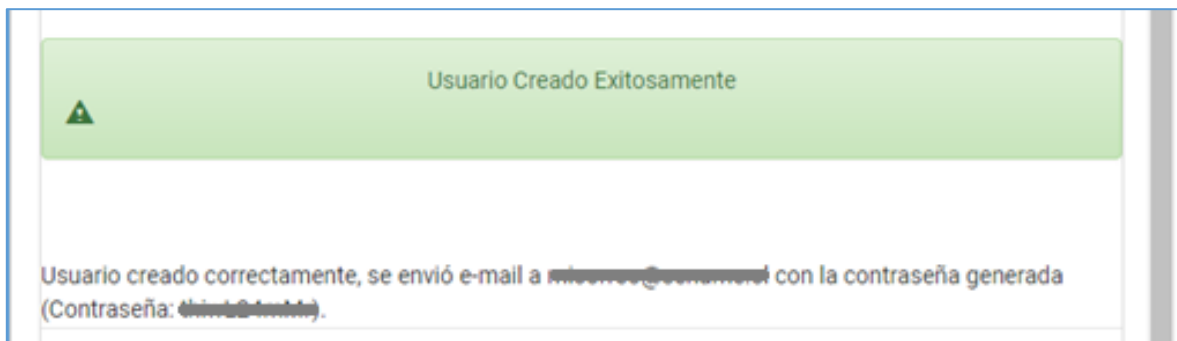 Usuario Creado Exitosamente
Usuario creado correctamente, se envió e-mail a con la contraseña generada
(Contraseña: ).